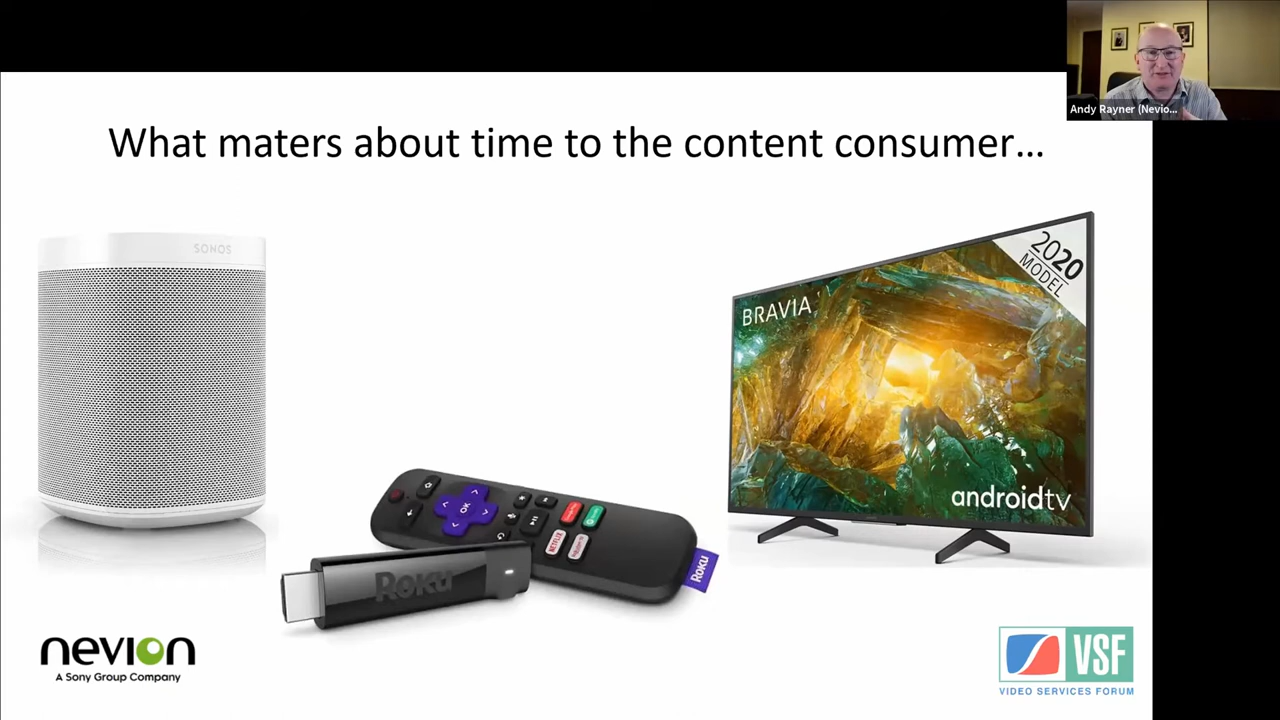 Andy Rayner (Nevio...
What maters about time to the content consumer...
SONOS
2020
MODEL
BRAVIA
androidtv
OK
NETFLIX
Roku
Roku
nevion
A Sony Group Company
VSF
VIDEO SERVICES FORUM